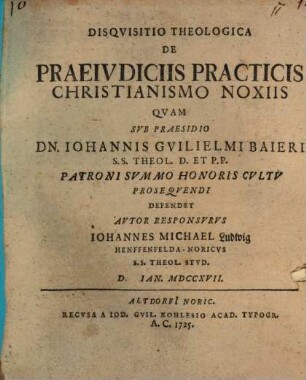 DISQVISITIO THEOLOGICA
DE
PRAEIVDICIIS PRACTICIS
CHRISTIANISMO NOXIIS
QVAM
SVB PRAESIDIO
DN. IOHANNIS GVILIELMI BAIERI
S.S. THEOL. D. ET P.P.
PATRONI SVMMO HONORIS CVLTV
PROSEQVENDI
DEFENDET
AVTOR RESPONSVRVS
IOHANNES MICHAEL Ludwig
HENFFENFELDA-NORICVS
S.S. THEOL. STVD.
D. IAN. MDCCXVII.
ALTDORFI NORIC.
RECVSA A IOD. GVIL. KOHLESIO ACAD. TYPOGR.
A. C. 1725.